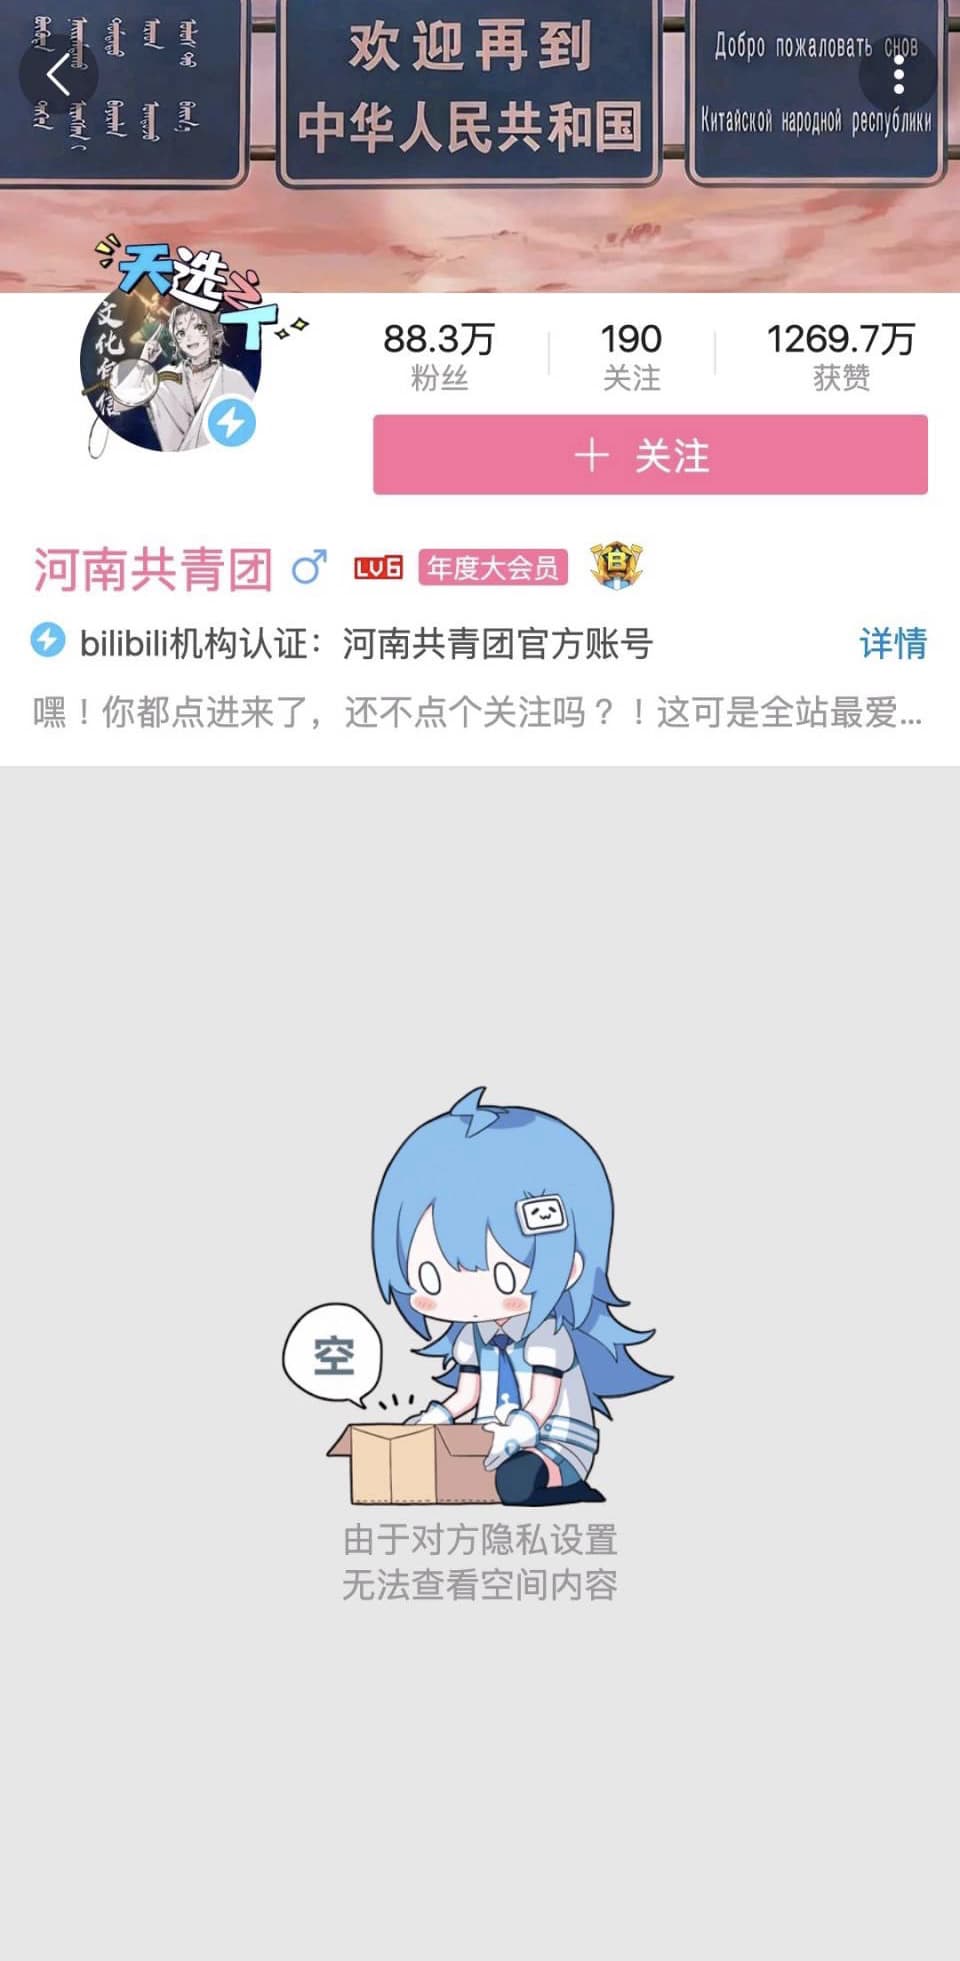 欢迎再到
中华人民共和国
Добро пожаловать снов
Китайской народной республики
天选之子
文化自信
88.3万
190
1269.7万
粉丝
关注
获赞
关注
河南共青团
LV6
年度大会员
B
bilibili机构认证：河南共青团官方账号
详情
嘿！你都点进来了，还不点个关注吗？！这可是全站最爱...
空
由于对方隐私设置
无法查看空间内容